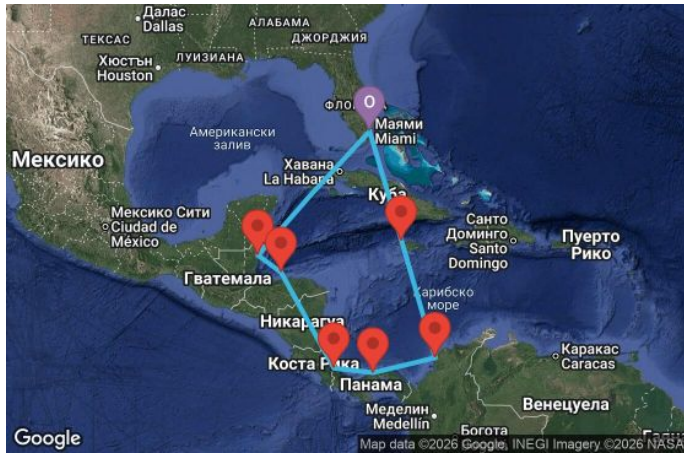 Далас
Dallas
АЛАБАМА
ТЕКСАС
ДЖОРДЖИЯ
ЛУИЗИАНА
Хюстън
Houston
О
Маями
Miami
Американски
залив
Мексико
Хавана
La Habana
Куба
Мексико Сити
Ciudad de
México
Санто
Доминго
Santo
Domingo
Пуерто
Рико
Гватемала
Карибско
море
Никарагуа
Коста Рика
Панама
Каракас
Caracas
Венецуела
Меделин
Medellín
Богота
Google
Map data ©2026 Google, INEGI Imagery ©2026 NASA